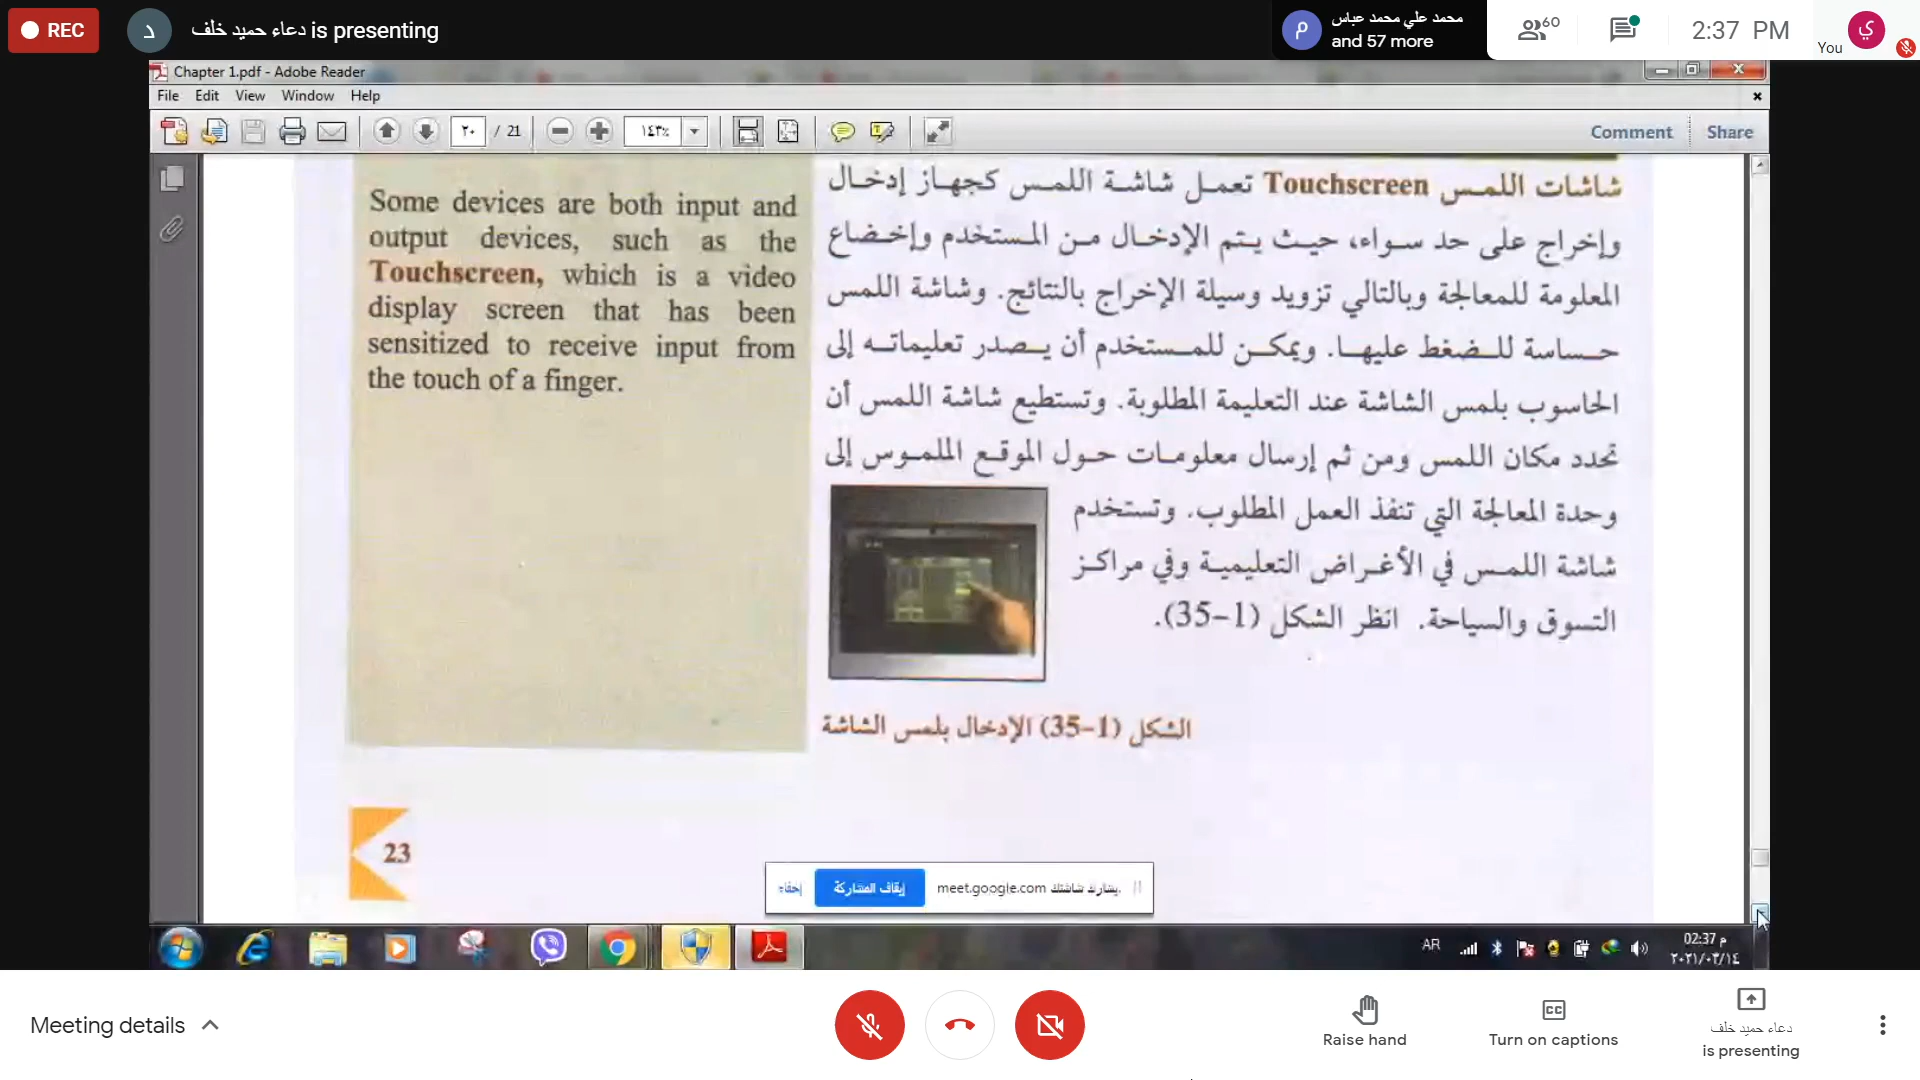 REC
د
دعاء حميد خلف is presenting
م
محمد علي محمد عباس
and 57 more
60
2:37 PM
You
ي
Chapter 1.pdf - Adobe Reader
File Edit View Window Help
٢٠ / 21
١٤٣٪
Comment Share
Some devices are both input and
output devices, such as the
Touchscreen, which is a video
display screen that has been
sensitized to receive input from
the touch of a finger.
شاشات اللمس Touchscreen تعمل شاشة اللمس كجهاز إدخال
وإخراج على حد سواء، حيث يتم الإدخال من المستخدم وإخضاع
المعلومة للمعالجة وبالتالي تزويد وسيلة الإخراج بالنتائج. وشاشة اللمس
حساسة للضغط عليها. ويمكن للمستخدم أن يصدر تعليماته إلى
الحاسوب بلمس الشاشة عند التعليمة المطلوبة. وتستطيع شاشة اللمس أن
تحدد مكان اللمس ومن ثم إرسال معلومات حول الموقع الملموس إلى
وحدة المعالجة التي تنفذ العمل المطلوب. وتستخدم
شاشة اللمس في الأغراض التعليمية وفي مراكز
التسوق والسياحة. انظر الشكل (1-35).
الشكل (1-35) الإدخال بلمس الشاشة
23
يشارك شاشتك meet.google.com.
إيقاف المشاركة
إخفاء
AR
02:37 م
٢٠٢١/٠٣/١٤
Meeting details
Raise hand
Turn on captions
دعاء حميد خلف
is presenting